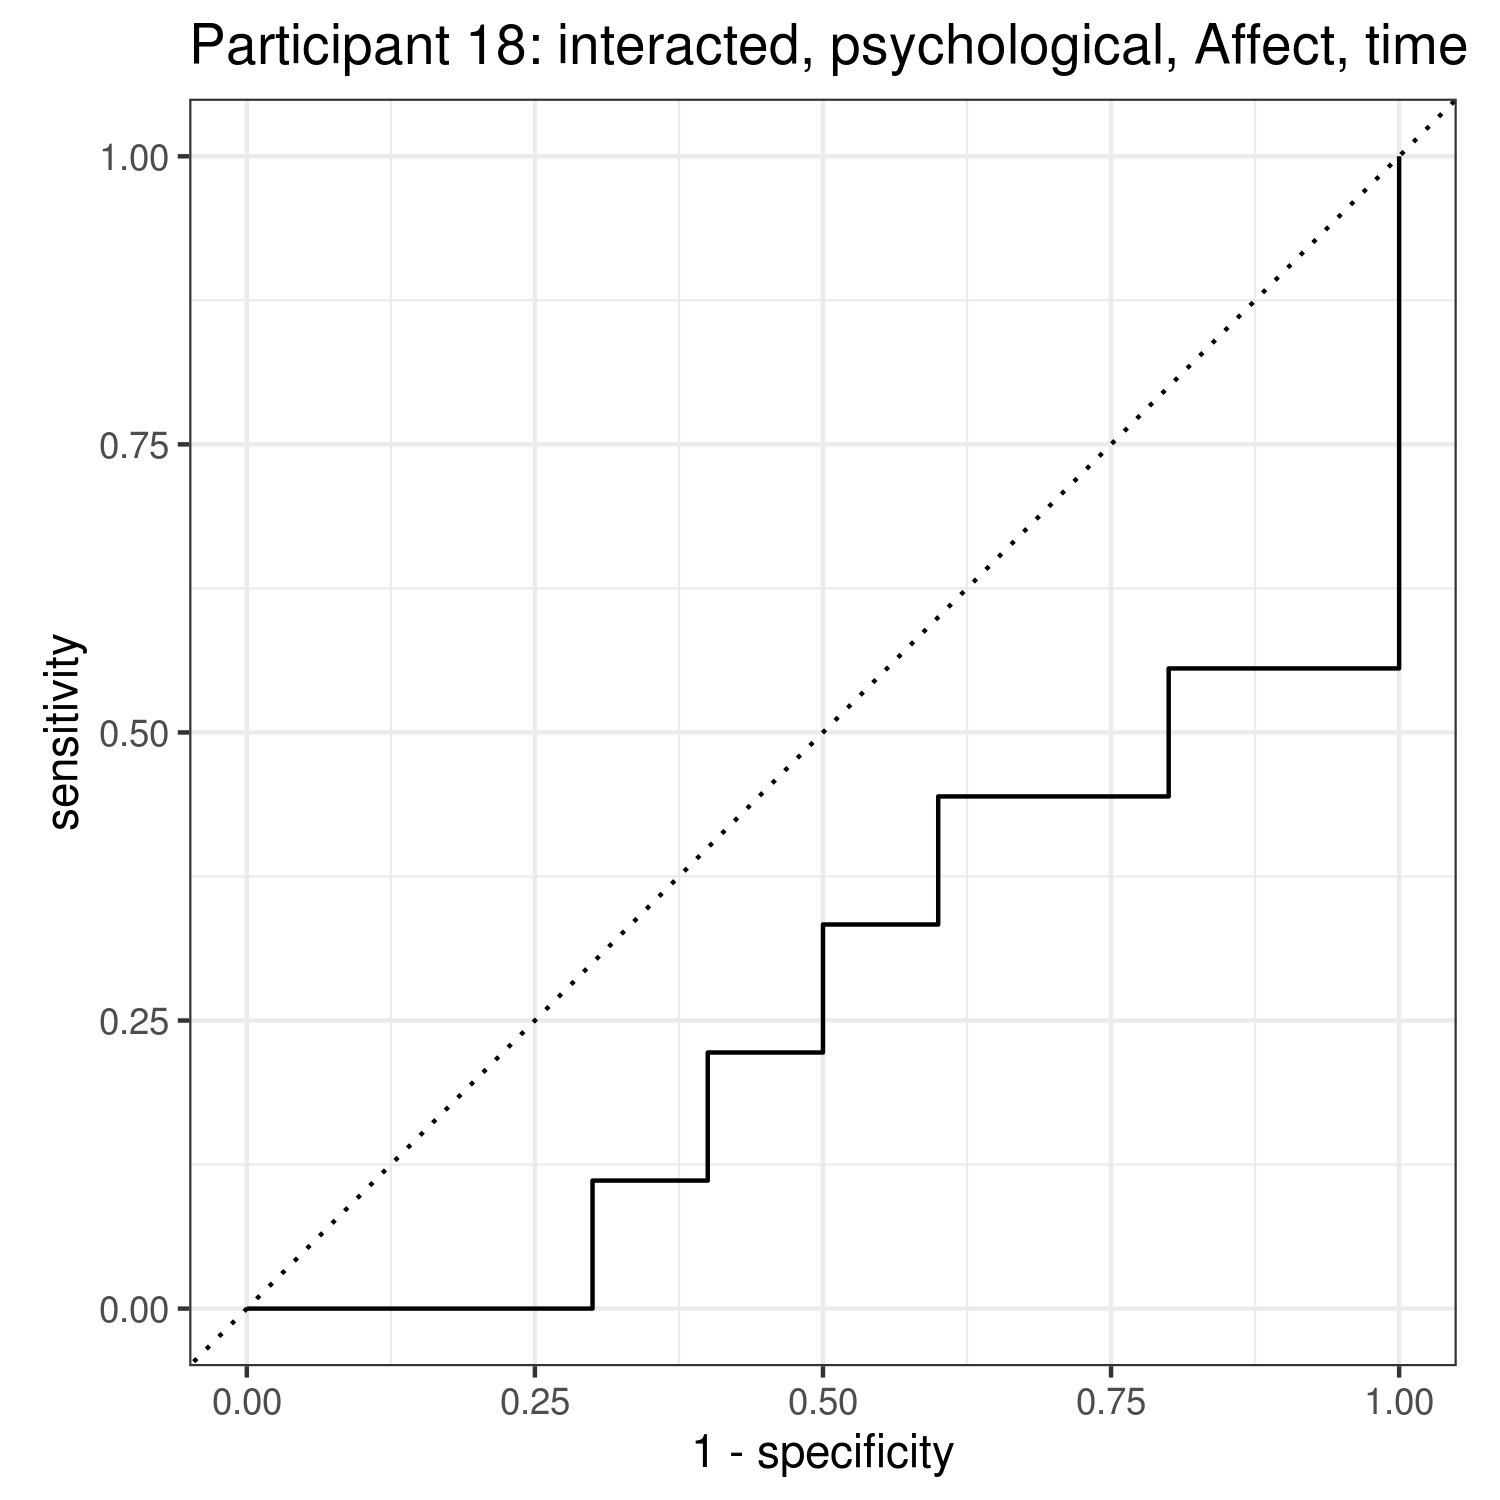 Participant 18: interacted, psychological, Affect, time
1.00
0.75
0.50
0.25
0.00
sensitivity
0.00 0.25 0.50 0.75 1.00
1 - specificity